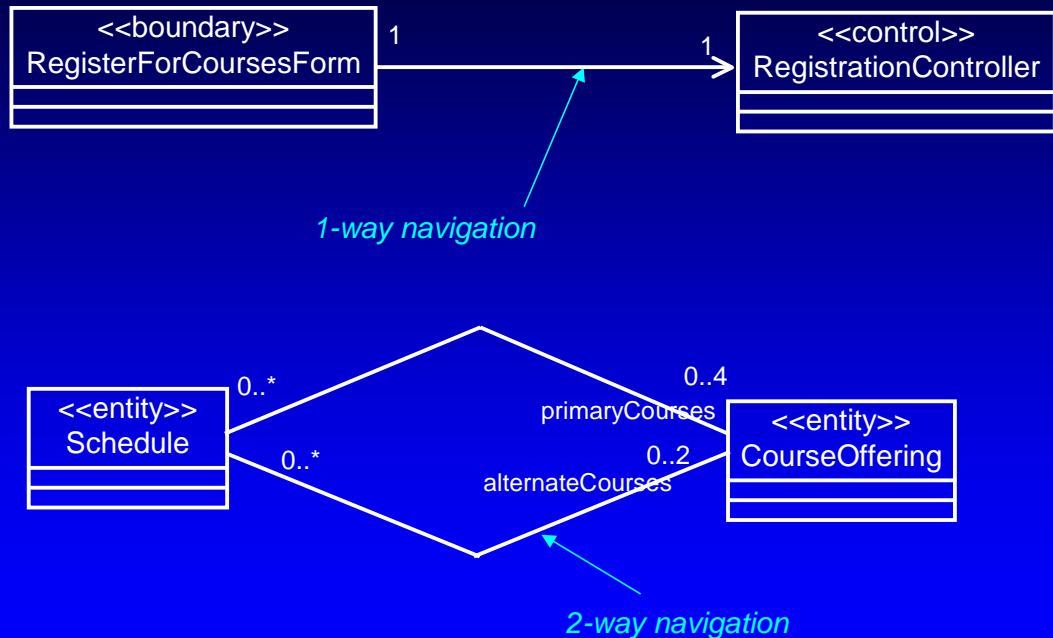 <<boundary>>
RegisterForCoursesForm
1
1
<<control>>
RegistrationController
1-way navigation
0..*
0..4
primaryCourses
<<entity>>
Schedule
<<entity>>
CourseOffering
0..*
0..2
alternateCourses
2-way navigation